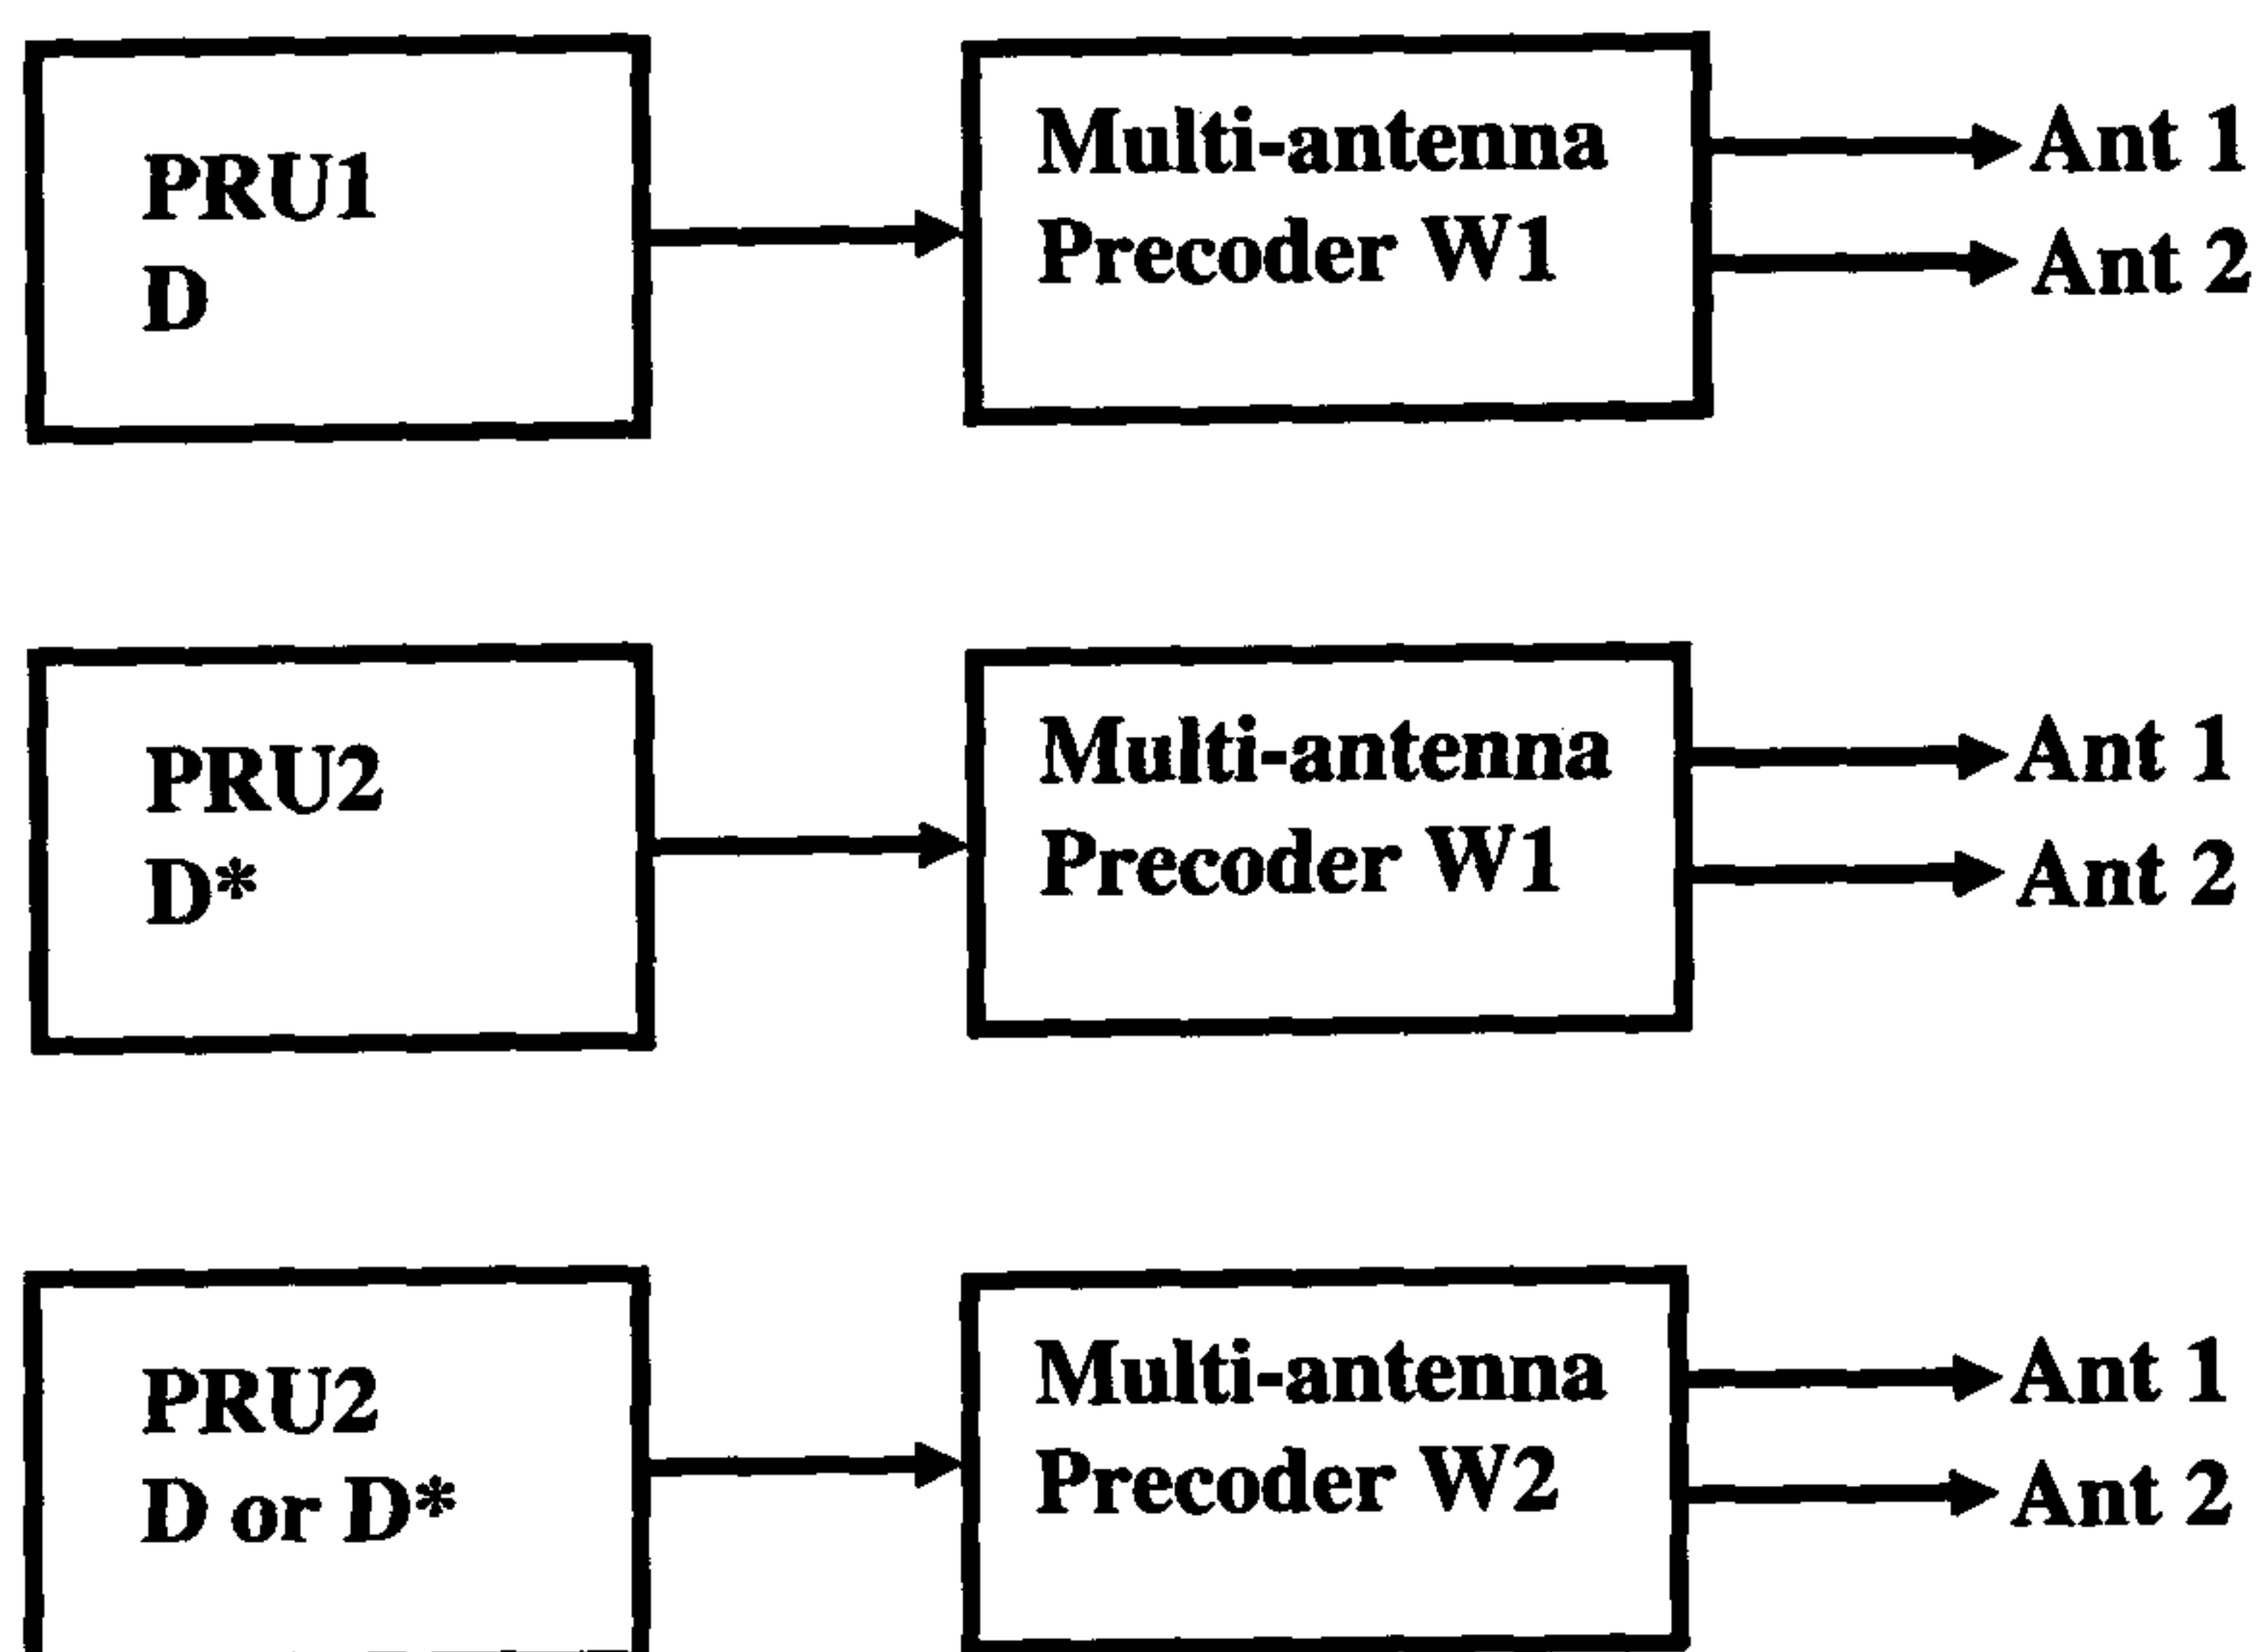 PRU1
D
Multi-antenna
Precoder W1
Ant 1
Ant 2
PRU2
D*
Multi-antenna
Precoder W1
Ant 1
Ant 2
PRU2
D or D*
Multi-antenna
Precoder W2
Ant 1
Ant 2